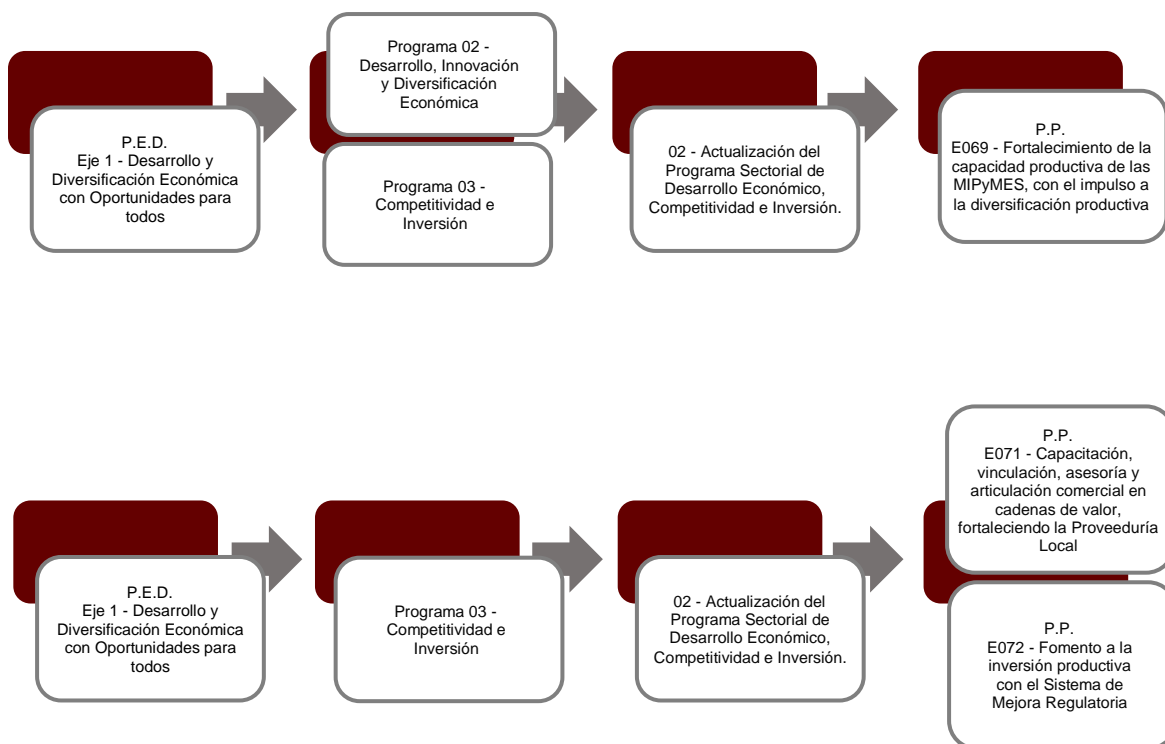 P.E.D.
Eje 1 - Desarrollo y
Diversificación Económica
con Oportunidades para
todos
Programa 02 -
Desarrollo, Innovación
y Diversificación
Económica
Programa 03 -
Competitividad e
Inversión
02 - Actualización del
Programa Sectorial de
Desarrollo Económico,
Competitividad e Inversión.
P.P.
E069 - Fortalecimiento de la
capacidad productiva de las
MIPyMES, con el impulso a
la diversificación productiva
P.E.D.
Eje 1 - Desarrollo y
Diversificación Económica
con Oportunidades para
todos
Programa 03 -
Competitividad e
Inversión
02 - Actualización del
Programa Sectorial de
Desarrollo Económico,
Competitividad e Inversión.
P.P.
E071 - Capacitación,
vinculación, asesoría y
articulación comercial en
cadenas de valor,
fortaleciendo la Proveeduría
Local
P.P.
E072 - Fomento a la
inversión productiva
con el Sistema de
Mejora Regulatoria